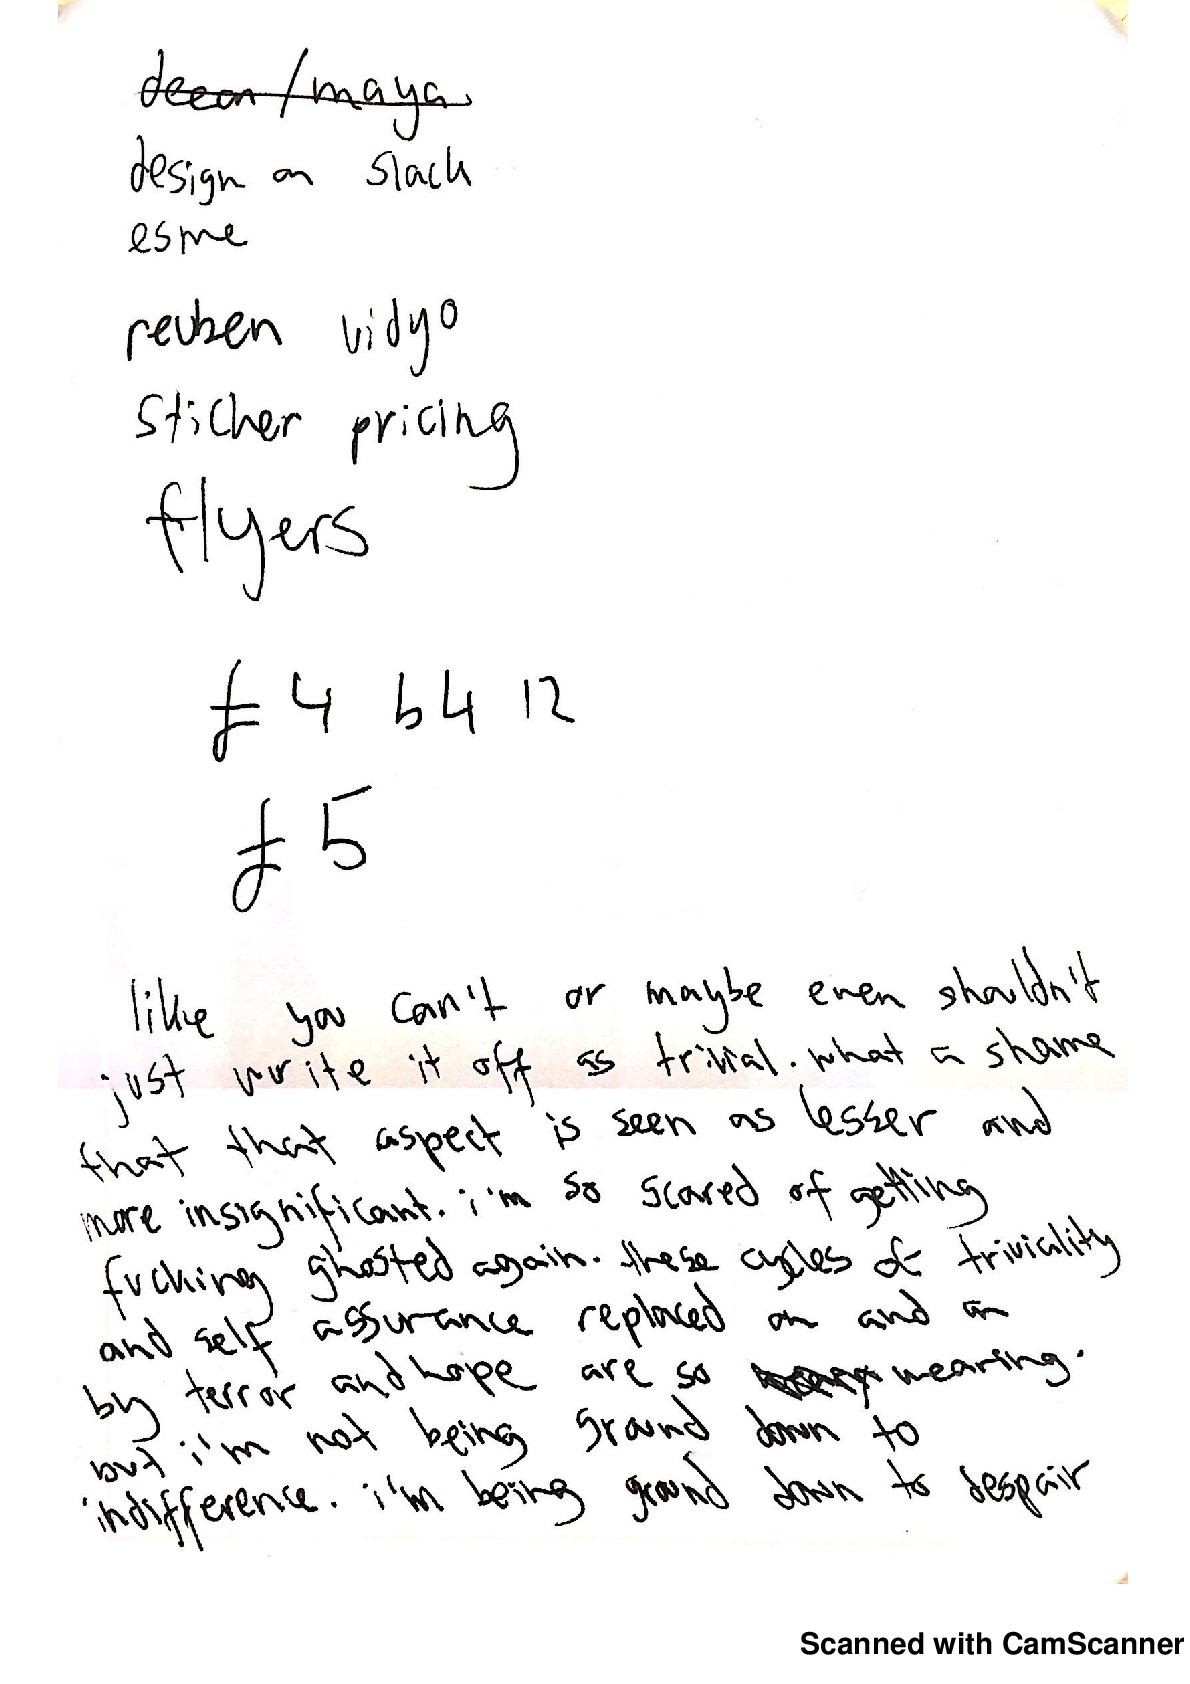 deean / maya
design on slack
esme
reuben vidyo
sticker pricing
flyers
£4 b4 12
£5
like you can't or maybe even shouldn't
just write it off as trivial. what a shame
that that aspect is seen as lesser and
more insignificant. i'm so scared of getting
fucking ghosted again. these cycles of triviality
and self assurance replaced on and on
by terror and hope are so wearing.
but i'm not being ground down to
indifference. i'm being ground down to despair
Scanned with CamScanner